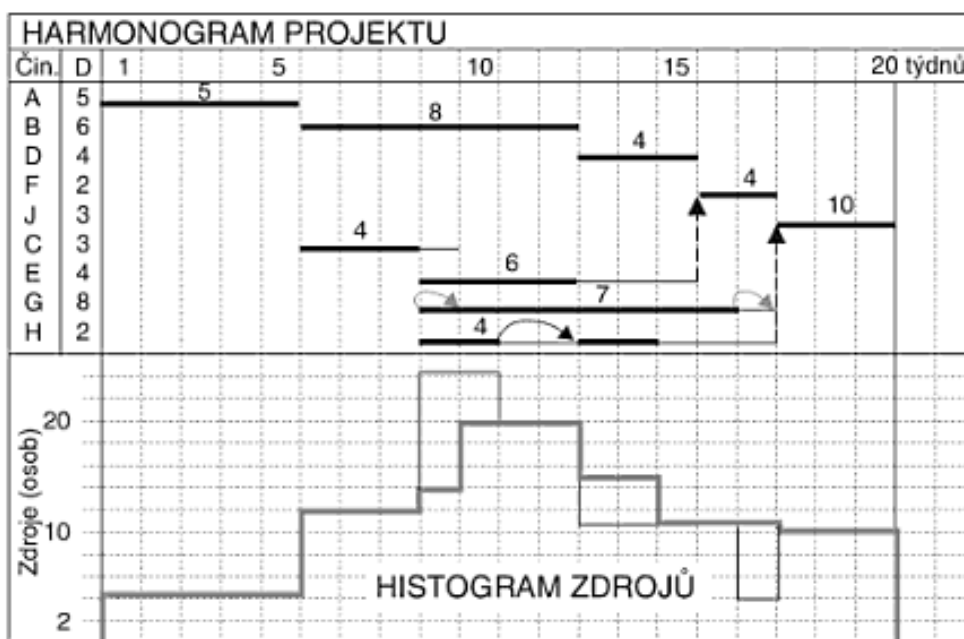 HARMONOGRAM PROJEKTU
Čin. D 1 5 10 15 20 týdnů
A 5 5
B 6 8
D 4 4
F 2 4
J 3 10
C 3 4
E 4 6
G 8 7
H 2 4
Zdroje (osob)
20
10
2
HISTOGRAM ZDROJŮ